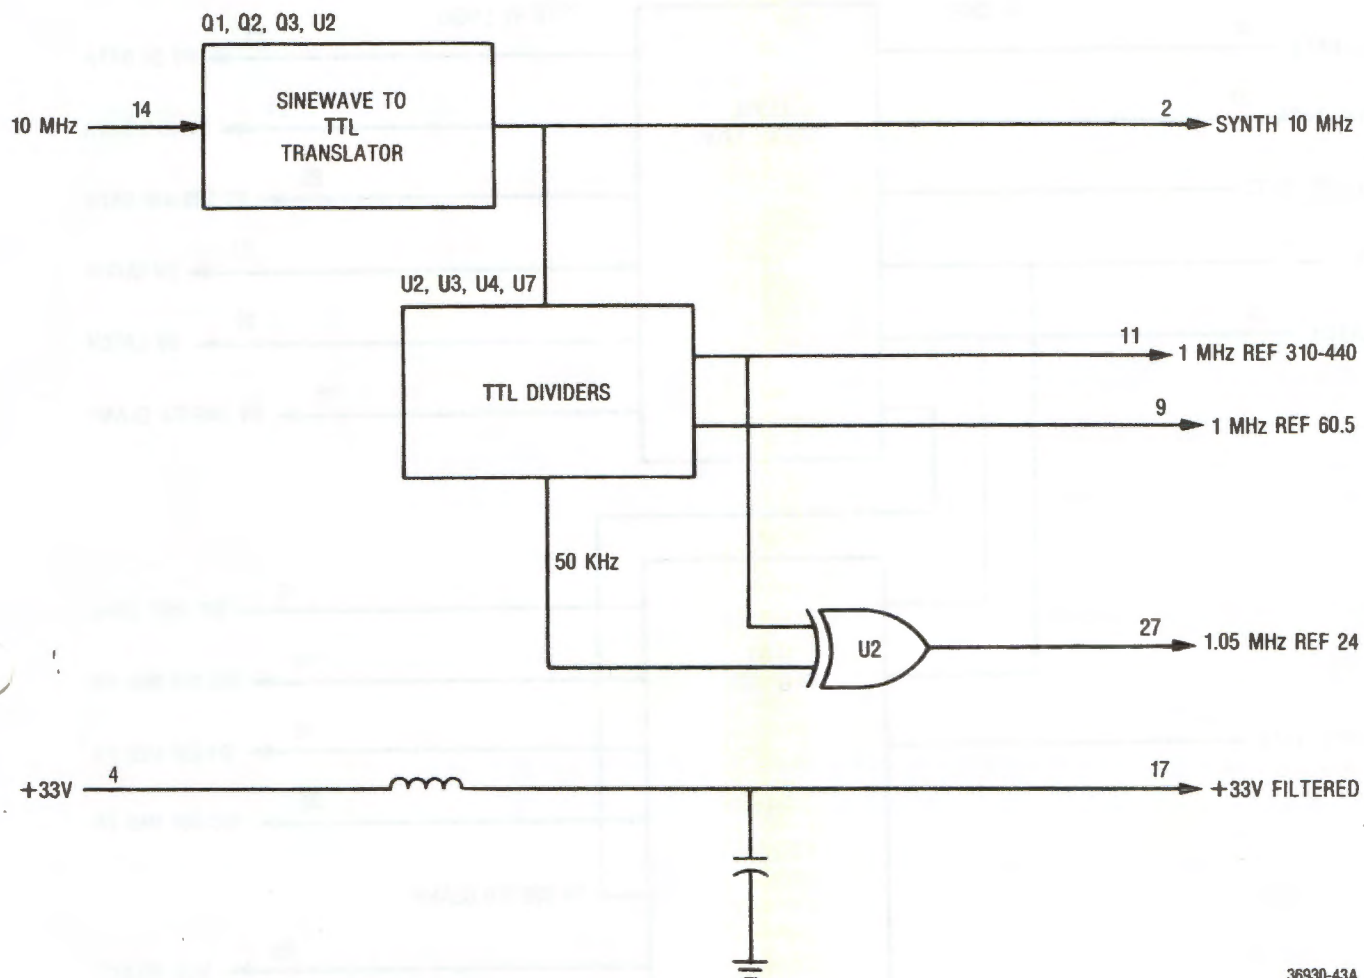 Q1, Q2, Q3, U2
SINEWAVE TO
TTL
TRANSLATOR
10 MHz
14
2
SYNTH 10 MHz
U2, U3, U4, U7
TTL DIVIDERS
11
1 MHz REF 310-440
9
1 MHz REF 60.5
50 KHz
U2
27
1.05 MHz REF 24
+33V
4
17
+33V FILTERED
36930-434